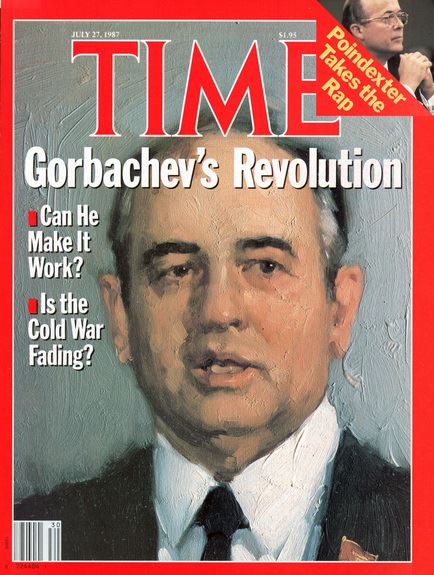 JULY 27, 1987
$1.95
TIME
Poindexter
Takes the
Rap
Gorbachev's Revolution
Can He
Make It
Work?
Is the
Cold War
Fading?
30
724404